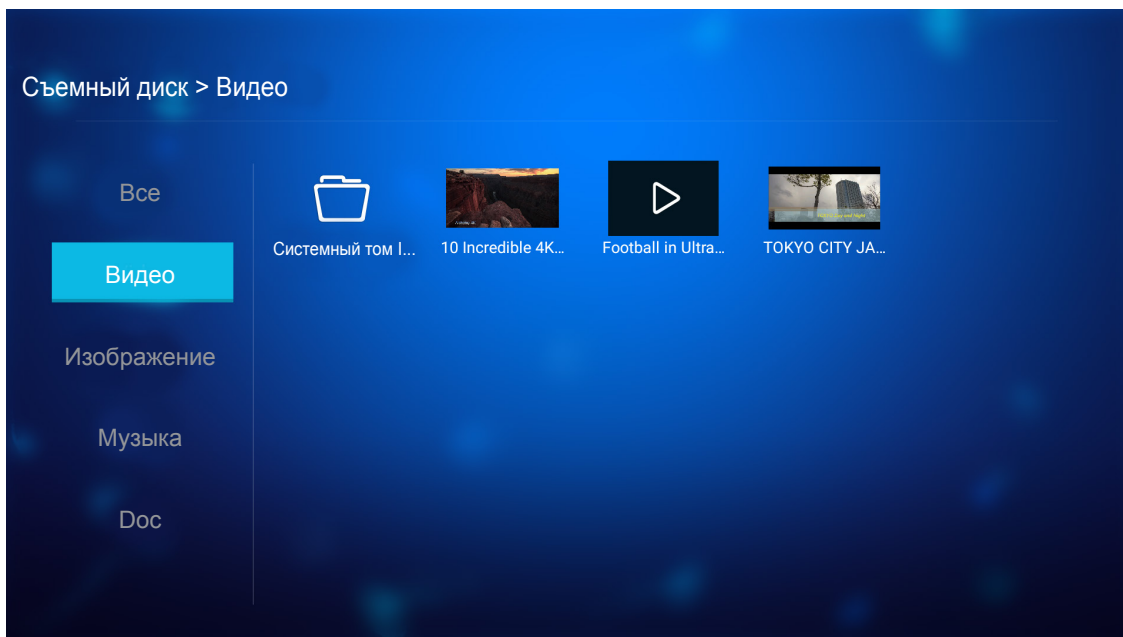 Съемный диск > Видео
Все
Видео
Изображение
Музыка
Doc
Системный том I...
10 Incredible 4K...
Football in Ultra...
TOKYO CITY JA...